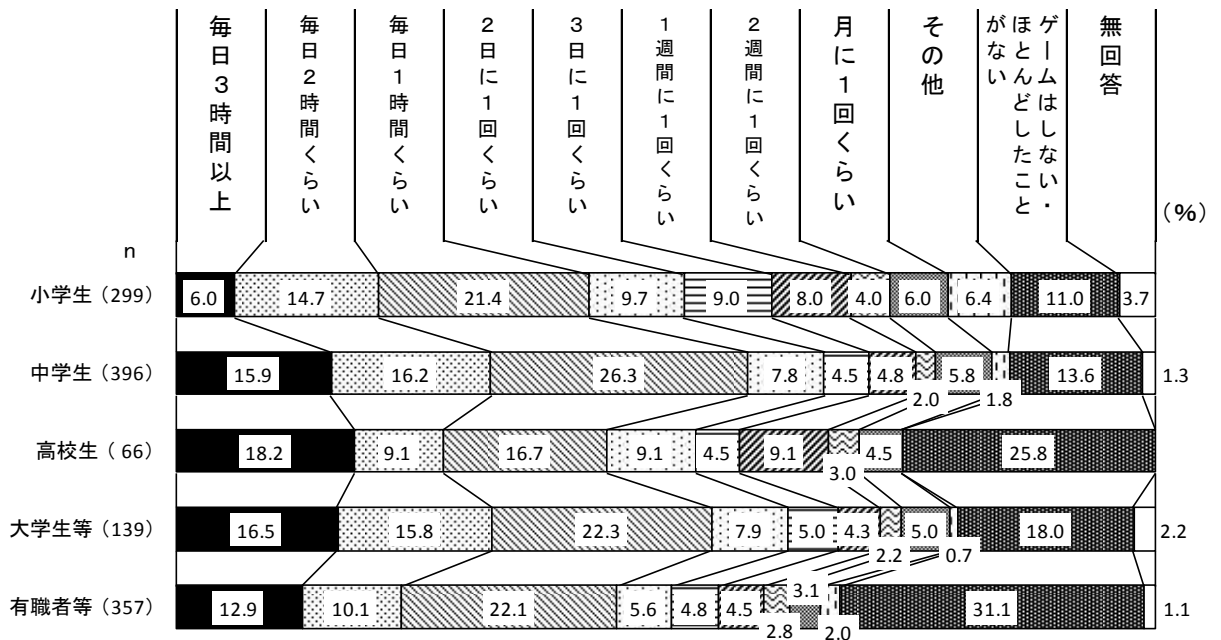 毎日3時間以上
毎日2時間くらい
毎日1時間くらい
2日に1回くらい
3日に1回くらい
1週間に1回くらい
2週間に1回くらい
月に1回くらい
その他
ゲームはしない・
ほとんどしたこと
がない
無回答
(%)
n
小学生(299) 6.0 14.7 21.4 9.7 9.0 8.0 4.0 6.0 6.4 11.0 3.7
中学生(396) 15.9 16.2 26.3 7.8 4.5 4.8 2.0 5.8 1.8 13.6 1.3
高校生( 66) 18.2 9.1 16.7 9.1 4.5 9.1 3.0 4.5 25.8
大学生等(139) 16.5 15.8 22.3 7.9 5.0 4.3 2.2 5.0 0.7 18.0 2.2
有職者等(357) 12.9 10.1 22.1 5.6 4.8 4.5 2.8 3.1 2.0 31.1 1.1